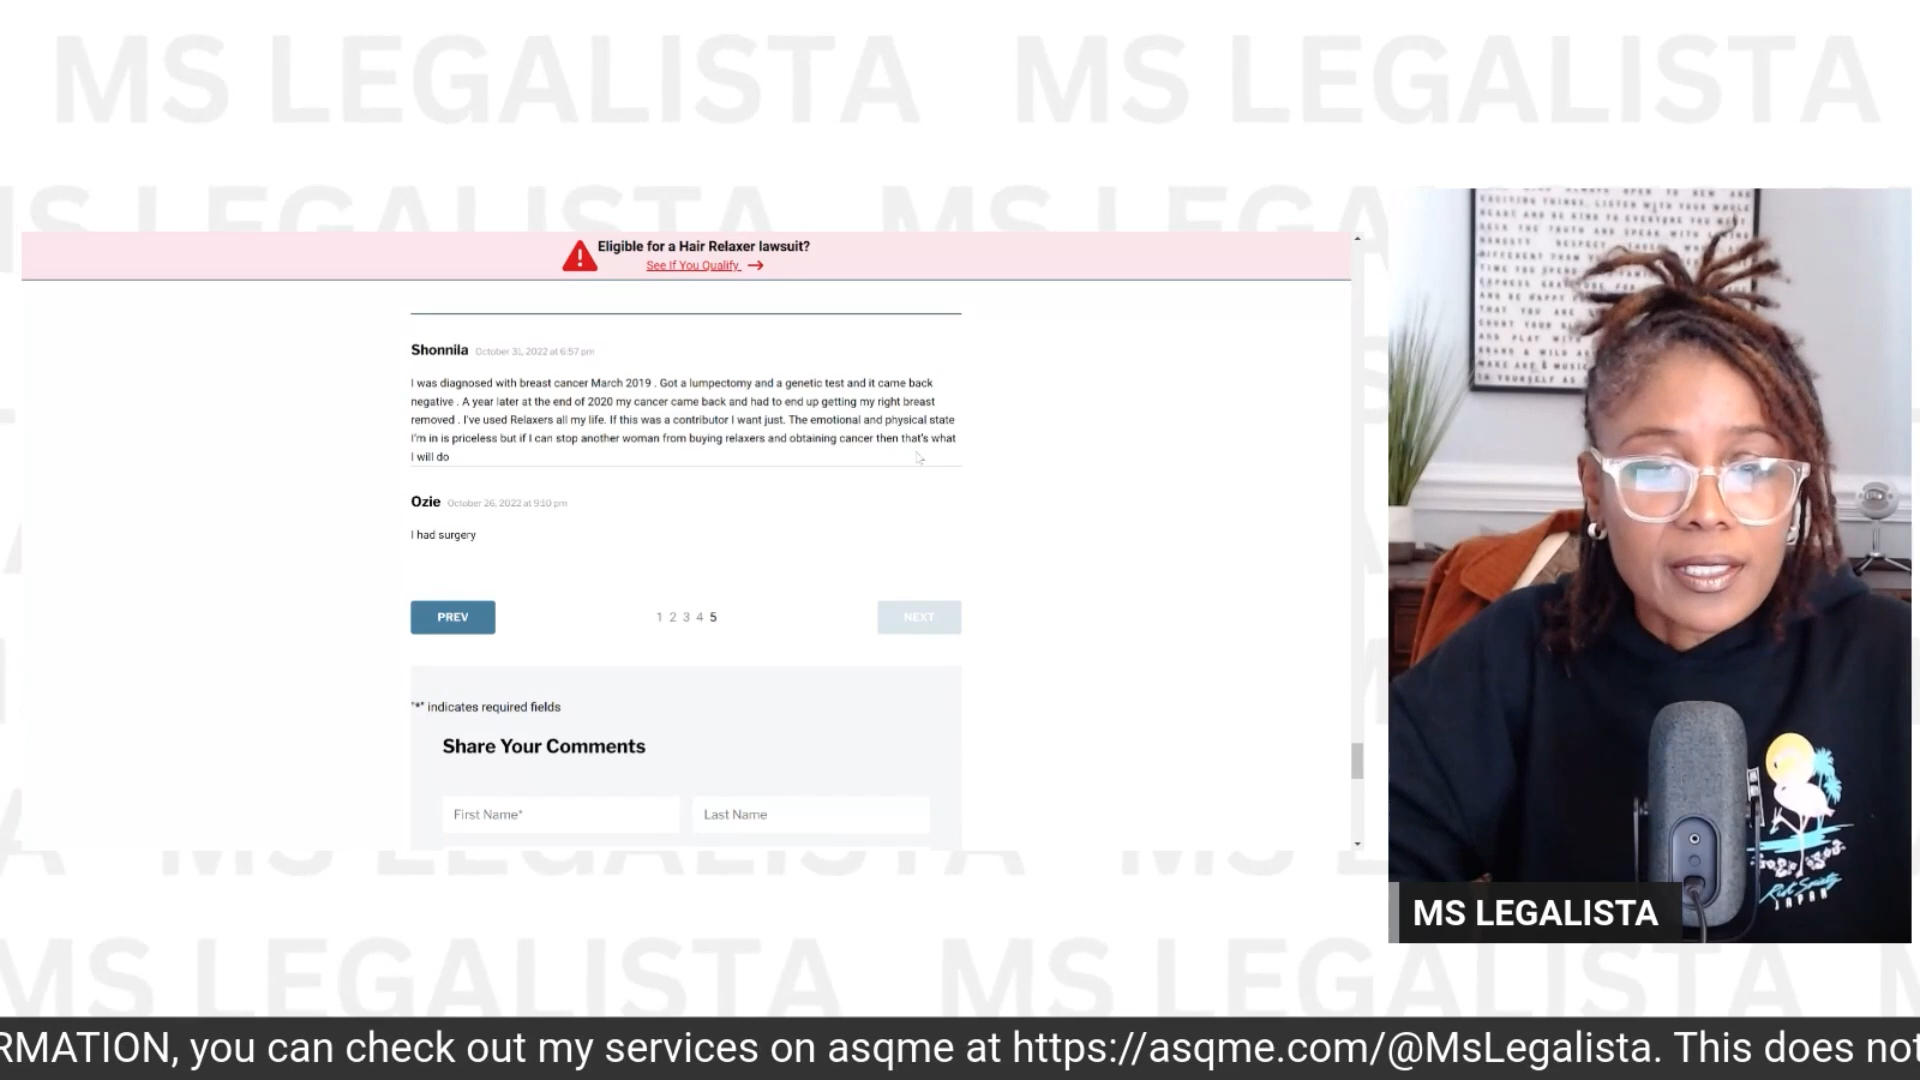 MS LEGALISTA MS LEGALISTA
Eligible for a Hair Relaxer lawsuit?
See If You Qualify
Shonnila October 31, 2022 at 6:57 pm
I was diagnosed with breast cancer March 2019 . Got a lumpectomy and a genetic test and it came back
negative . A year later at the end of 2020 my cancer came back and had to end up getting my right breast
removed . I've used Relaxers all my life. If this was a contributor I want just. The emotional and physical state
I'm in is priceless but if I can stop another woman from buying relaxers and obtaining cancer then that's what
I will do
Ozie October 26, 2022 at 9:10 pm
I had surgery
PREV 1 2 3 4 5 NEXT
"*" indicates required fields
Share Your Comments
First Name* Last Name
JAPAN
MS LEGALISTA
MS LEGALISTA MS LEGALISTA
RMATION, you can check out my services on asqme at https://asqme.com/@MsLegalista. This does not